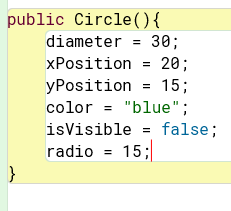 public Circle(){
diameter = 30;
xPosition = 20;
yPosition = 15;
color = "blue";
isVisible = false;
radio = 15;
}